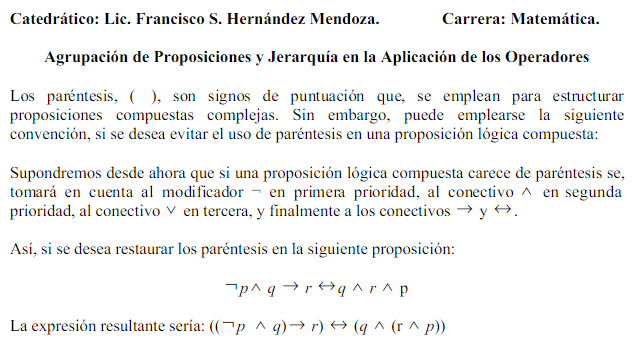 Catedrático: Lic. Francisco S. Hernández Mendoza. Carrera: Matemática.
Agrupación de Proposiciones y Jerarquía en la Aplicación de los Operadores
Los paréntesis, ( ), son signos de puntuación que, se emplean para estructurar
proposiciones compuestas complejas. Sin embargo, puede emplearse la siguiente
convención, si se desea evitar el uso de paréntesis en una proposición lógica compuesta:
Supondremos desde ahora que si una proposición lógica compuesta carece de paréntesis se,
tomará en cuenta al modificador ¬ en primera prioridad, al conectivo ∧ en segunda
prioridad, al conectivo ∨ en tercera, y finalmente a los conectivos → y ↔.
Así, si se desea restaurar los paréntesis en la siguiente proposición:
¬p∧ q → r ↔q ∧ r ∧ p
La expresión resultante sería: ((¬p ∧ q)→ r) ↔ (q ∧ (r ∧ p))